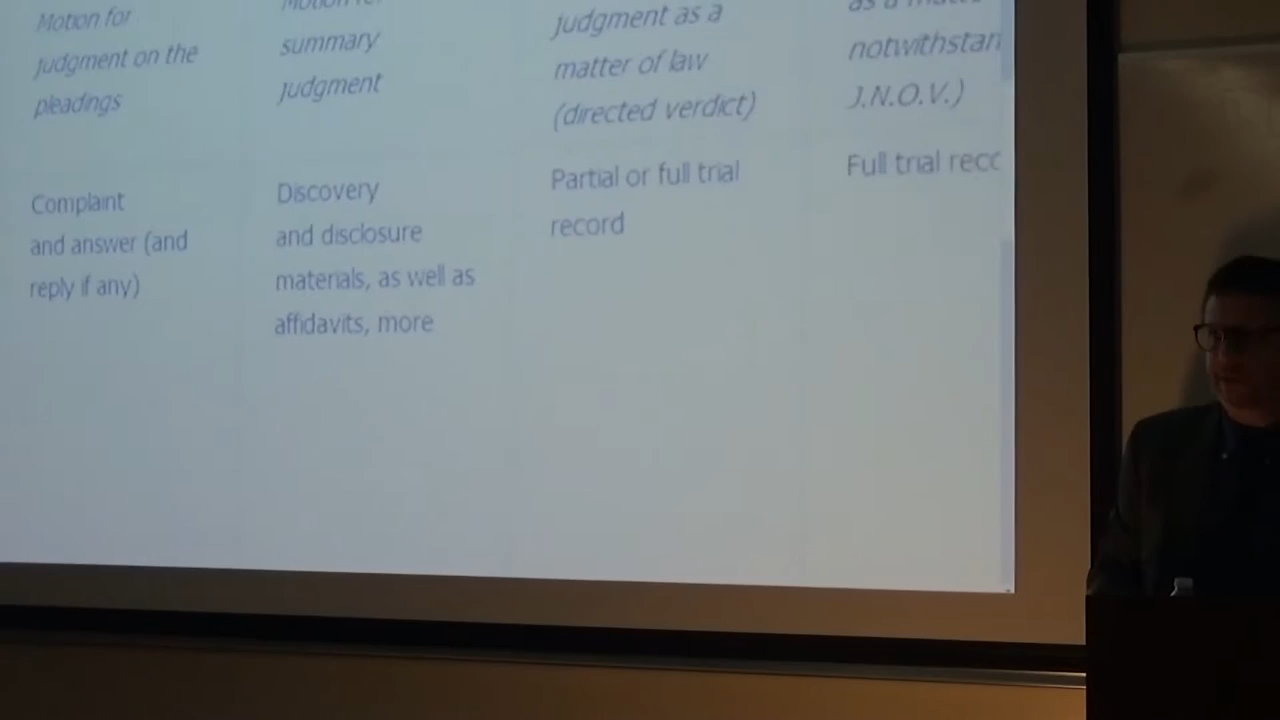 Motion for
judgment on the
pleadings
Motion for
summary
judgment
judgment as a
matter of law
(directed verdict)
as a matte
notwithstan
J.N.O.V.)
Complaint
and answer (and
reply if any)
Discovery
and disclosure
materials, as well as
affidavits, more
Partial or full trial
record
Full trial reco